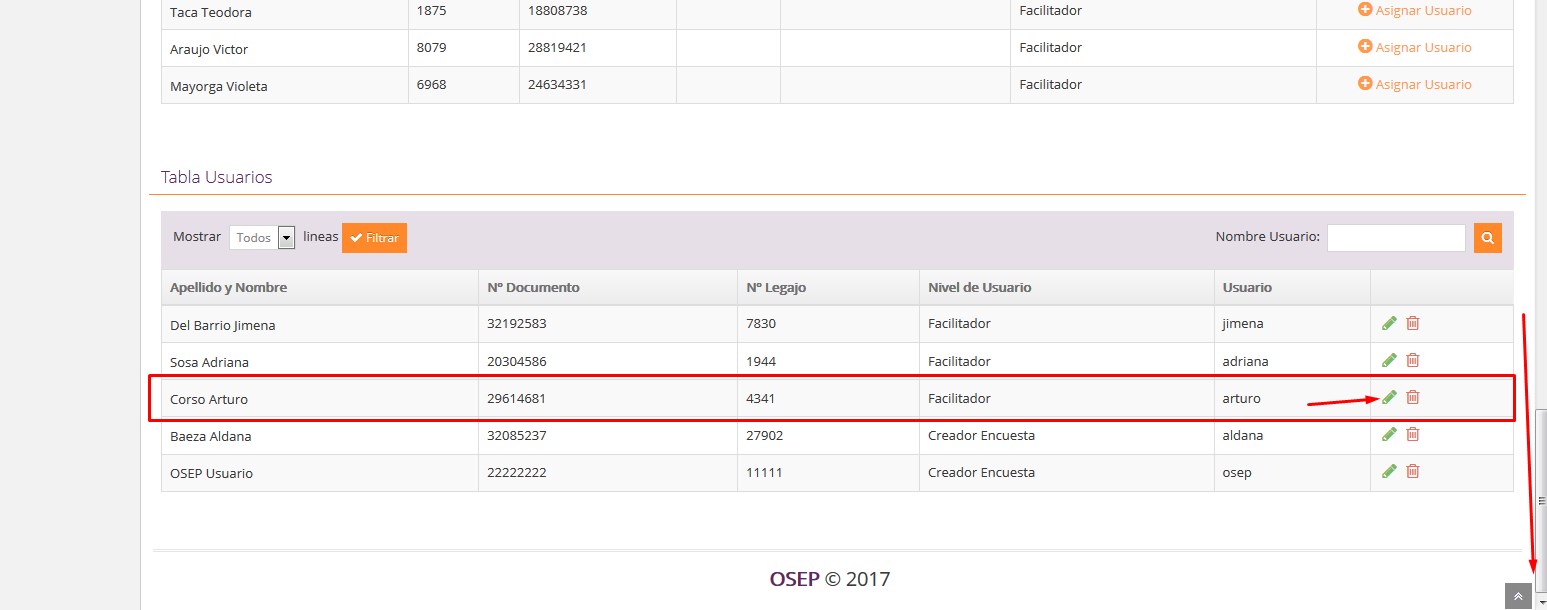 Taca Teodora 1875 18808738 Facilitador Asignar Usuario
Araujo Victor 8079 28819421 Facilitador Asignar Usuario
Mayorga Violeta 6968 24634331 Facilitador Asignar Usuario
Tabla Usuarios
Mostrar Todos lineas Filtrar Nombre Usuario:
Apellido y Nombre Nº Documento Nº Legajo Nivel de Usuario Usuario
Del Barrio Jimena 32192583 7830 Facilitador jimena
Sosa Adriana 20304586 1944 Facilitador adriana
Corso Arturo 29614681 4341 Facilitador arturo
Baeza Aldana 32085237 27902 Creador Encuesta aldana
OSEP Usuario 22222222 11111 Creador Encuesta osep
OSEP © 2017